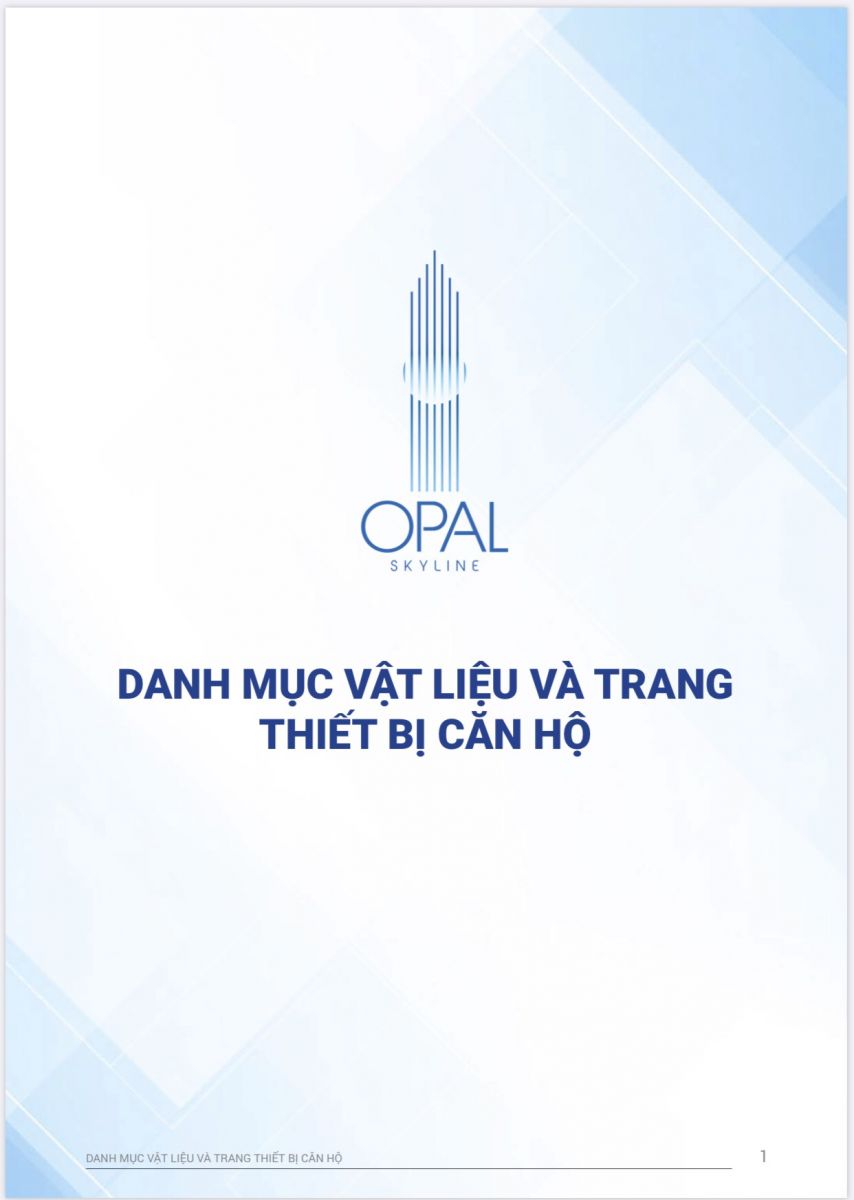 OPAL
SKYLINE
DANH MỤC VẬT LIỆU VÀ TRANG
THIẾT BỊ CĂN HỘ
DANH MỤC VẬT LIỆU VÀ TRANG THIẾT BỊ CĂN HỘ
1